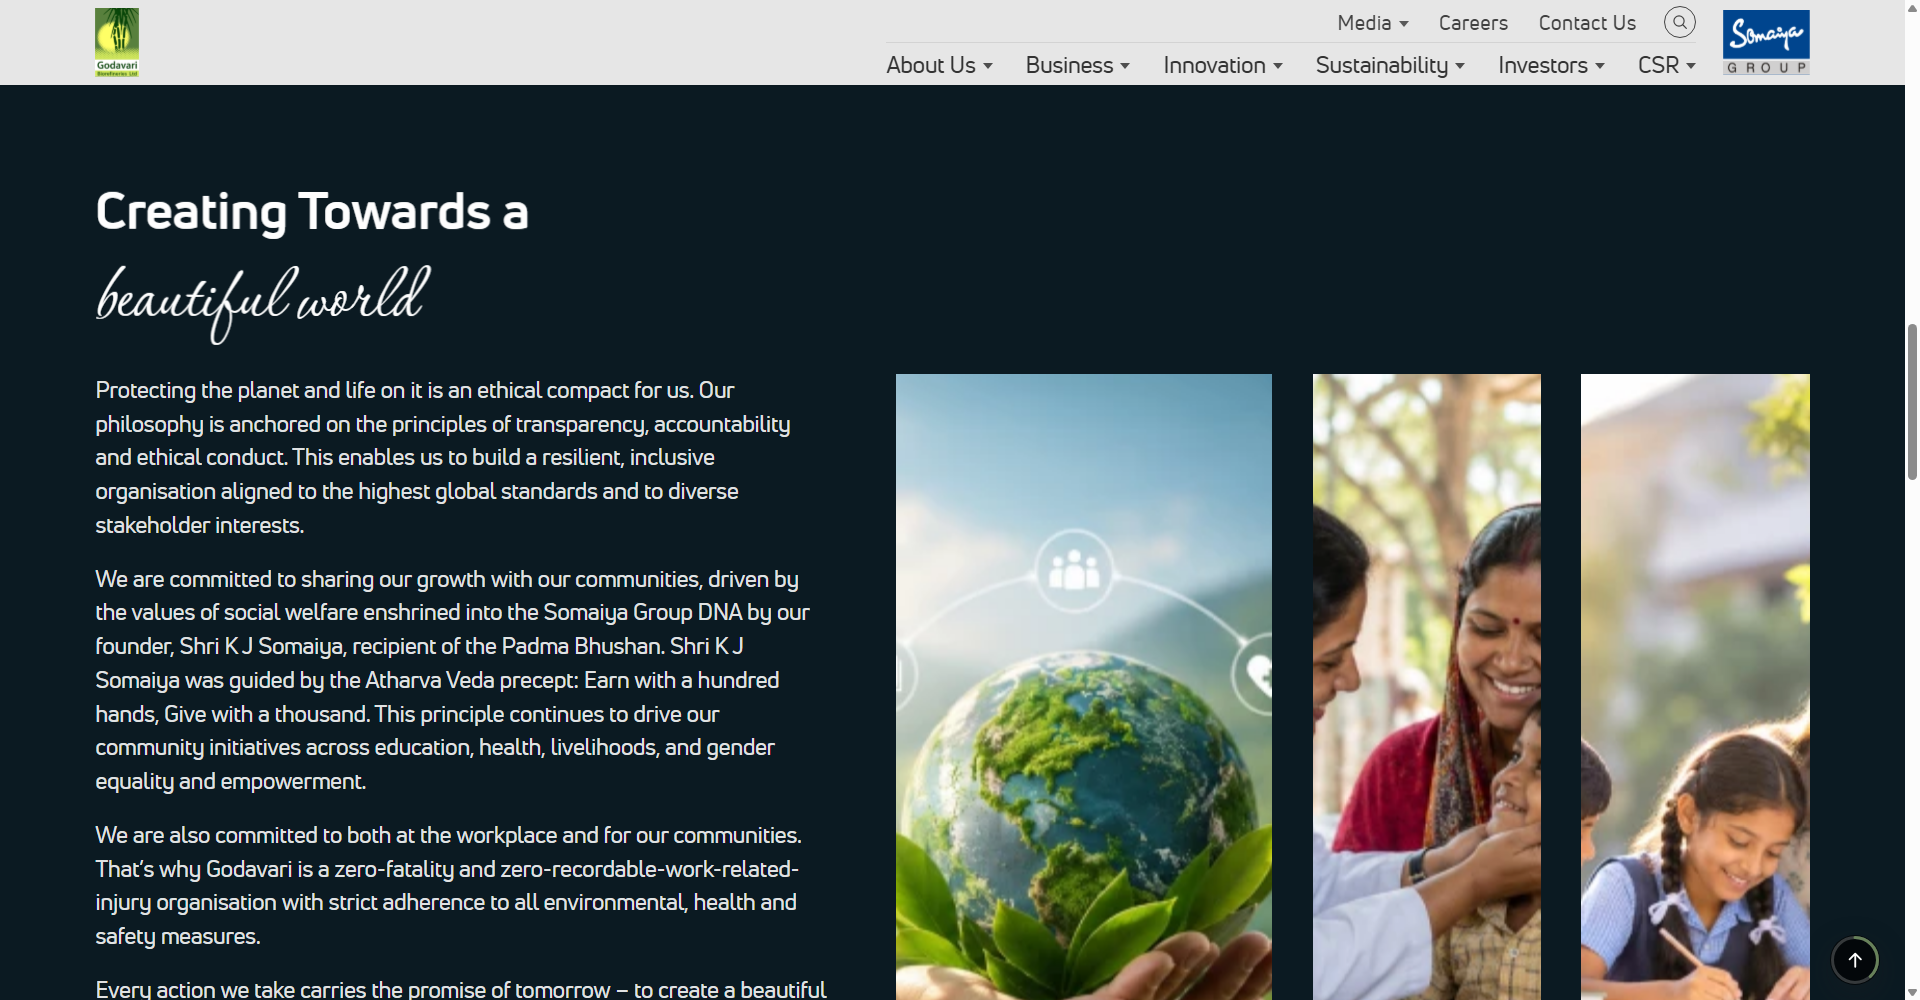 Godavari
Biorefineries Ltd
Media
Careers
Contact Us
About Us
Business
Innovation
Sustainability
Investors
CSR
Somaiya
GROUP
Creating Towards a
beautiful world
Protecting the planet and life on it is an ethical compact for us. Our
philosophy is anchored on the principles of transparency, accountability
and ethical conduct. This enables us to build a resilient, inclusive
organisation aligned to the highest global standards and to diverse
stakeholder interests.
We are committed to sharing our growth with our communities, driven by
the values of social welfare enshrined into the Somaiya Group DNA by our
founder, Shri K J Somaiya, recipient of the Padma Bhushan. Shri K J
Somaiya was guided by the Atharva Veda precept: Earn with a hundred
hands, Give with a thousand. This principle continues to drive our
community initiatives across education, health, livelihoods, and gender
equality and empowerment.
We are also committed to both at the workplace and for our communities.
That’s why Godavari is a zero-fatality and zero-recordable-work-related-
injury organisation with strict adherence to all environmental, health and
safety measures.
Every action we take carries the promise of tomorrow – to create a beautiful